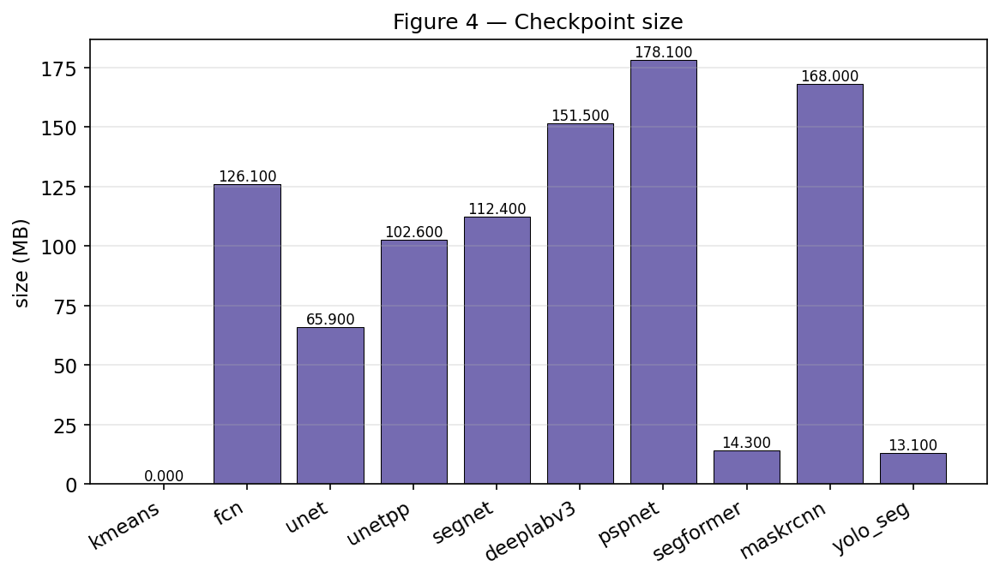 Figure 4 — Checkpoint size
size (MB)
175
150
125
100
75
50
25
0
0.000
126.100
65.900
102.600
112.400
151.500
178.100
14.300
168.000
13.100
kmeans
fcn
unet
unetpp
segnet
deeplabv3
pspnet
segformer
maskrcnn
yolo_seg